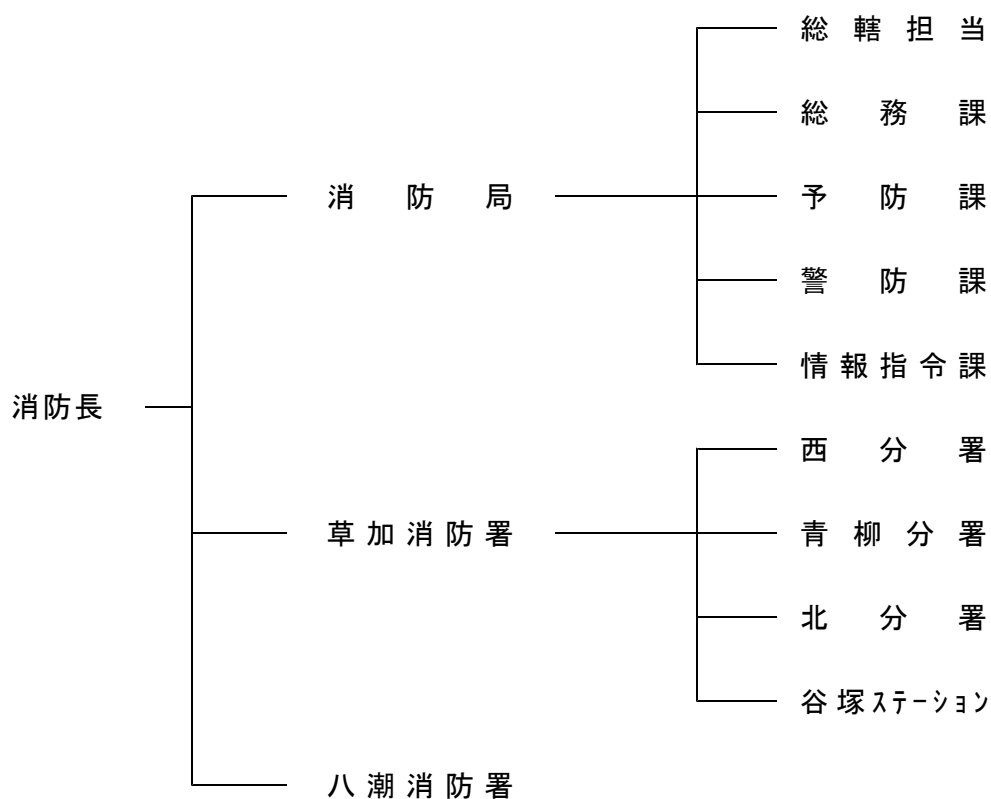 総轄担当
総務課
消防局
予防課
警防課
情報指令課
消防長
西分署
草加消防署
青柳分署
北分署
谷塚ｽﾃｰｼｮﾝ
八潮消防署